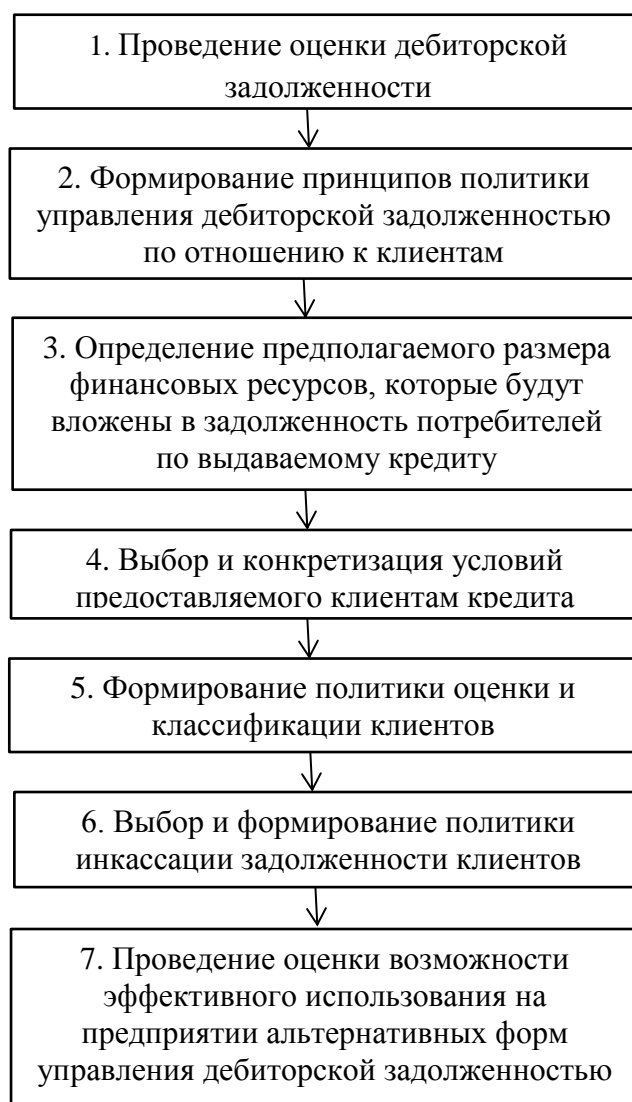 1. Проведение оценки дебиторской
задолженности
2. Формирование принципов политики
управления дебиторской задолженностью
по отношению к клиентам
3. Определение предполагаемого размера
финансовых ресурсов, которые будут
вложены в задолженность потребителей
по выдаваемому кредиту
4. Выбор и конкретизация условий
предоставляемого клиентам кредита
5. Формирование политики оценки и
классификации клиентов
6. Выбор и формирование политики
инкассации задолженности клиентов
7. Проведение оценки возможности
эффективного использования на
предприятии альтернативных форм
управления дебиторской задолженностью